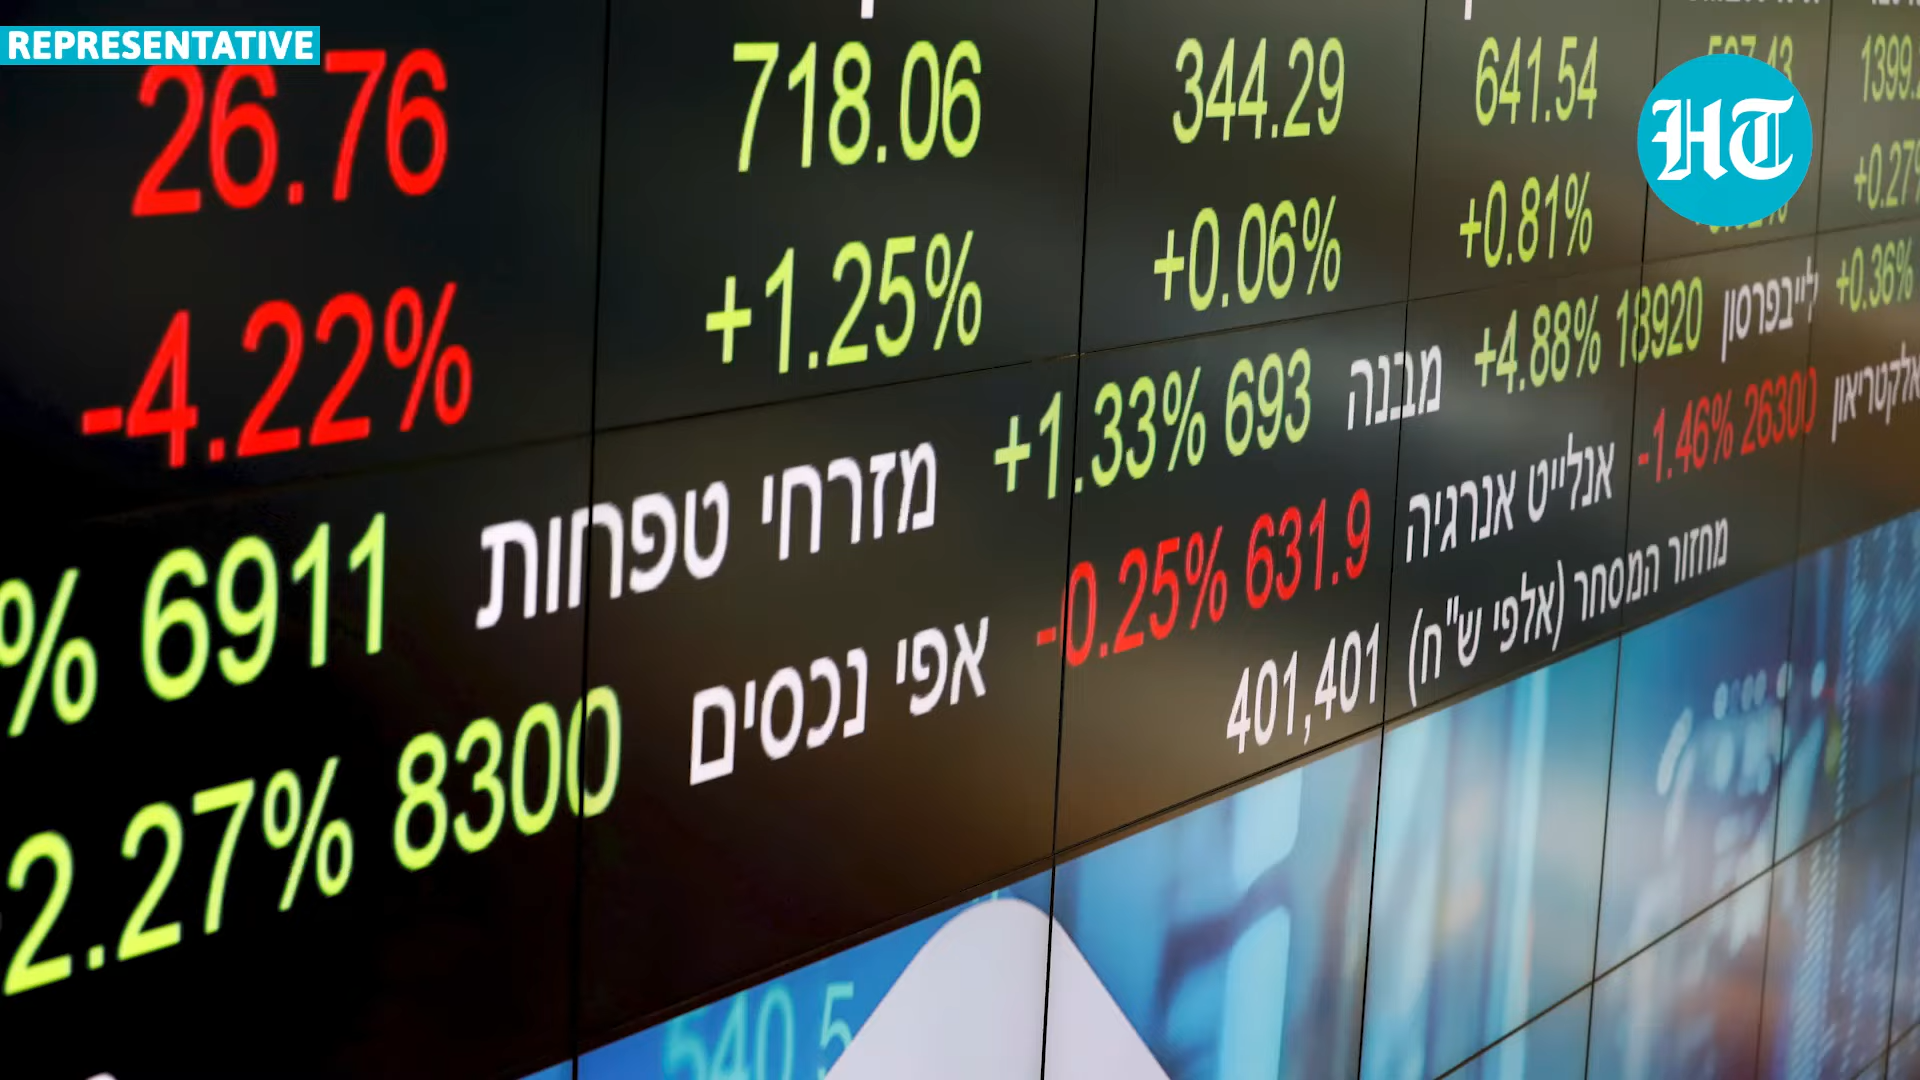 REPRESENTATIVE
HT
26.76 718.06 344.29 641.54
-4.22% +1.25% +0.06% +0.81%
% 6911 מזרחי טפחות +1.33% 693 מבנה +4.88% 18920 לייבפרסון +0.36%
2.27% 8300 אפי נכסים -0.25% 631.9 אנלייט אנרגיה -1.46% 26300
401,401 מחזור המסחר (אלפי ש"ח)
540.5